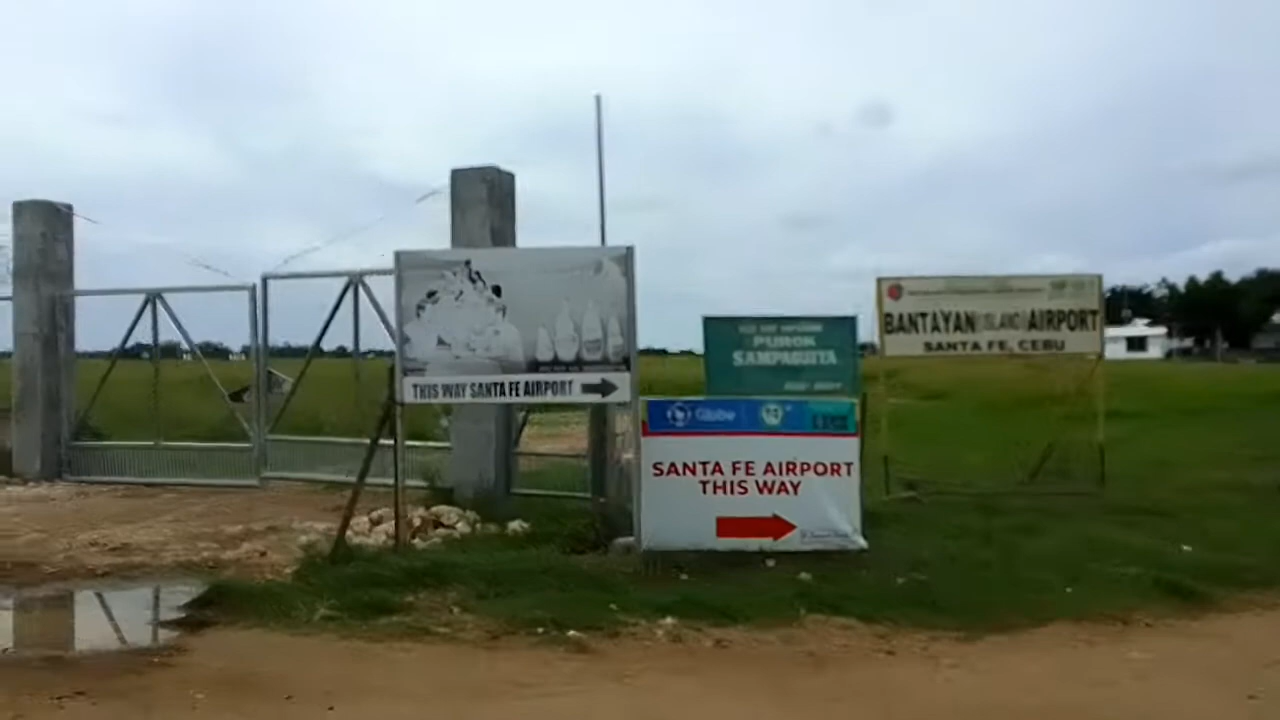 THIS WAY SANTA FE AIRPORT
PUROK
SAMPAGUITA
Globe
SANTA FE AIRPORT
THIS WAY
BANTAYAN ISLAND AIRPORT
SANTA FE, CEBU